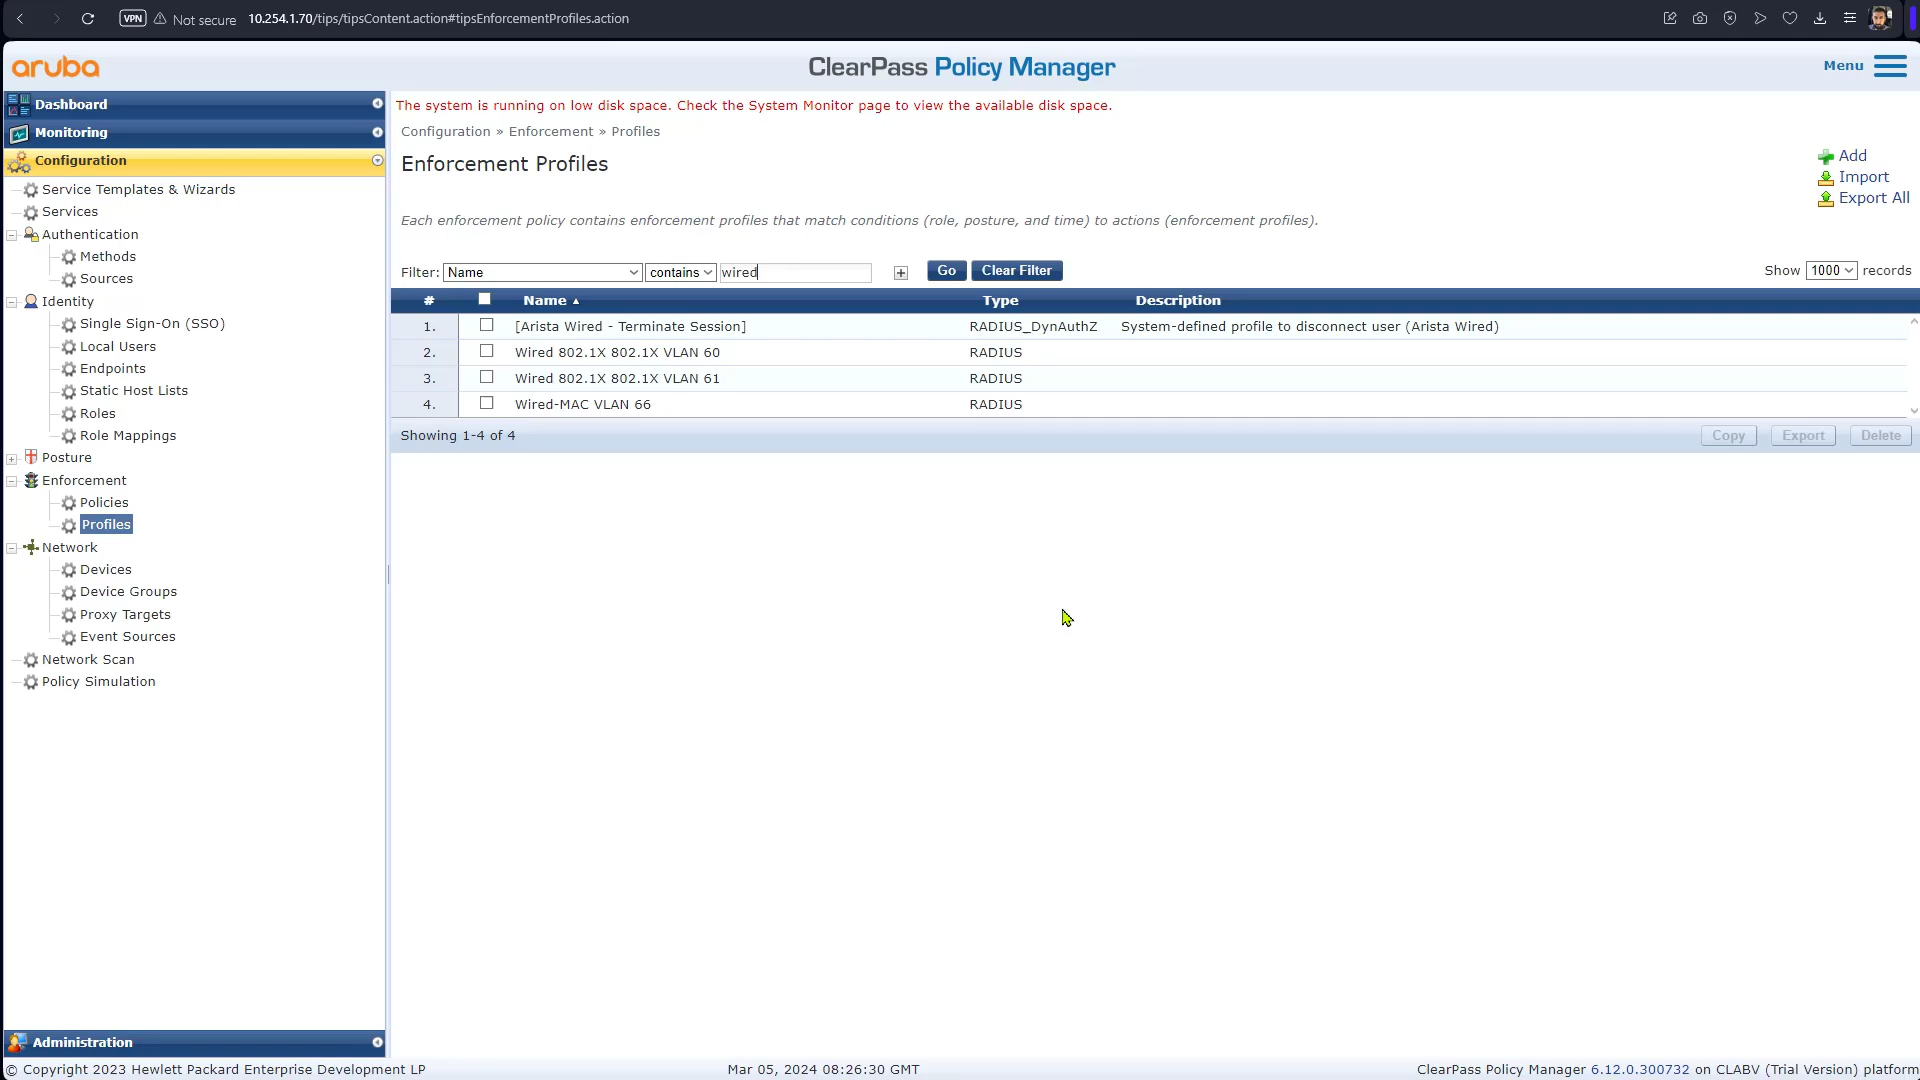 VPN Not secure 10.254.1.70/tips/tipsContent.action#tipsEnforcementProfiles.action
aruba ClearPass Policy Manager Menu
Dashboard
Monitoring
Configuration
Service Templates & Wizards
Services
Authentication
Methods
Sources
Identity
Single Sign-On (SSO)
Local Users
Endpoints
Static Host Lists
Roles
Role Mappings
Posture
Enforcement
Policies
Profiles
Network
Devices
Device Groups
Proxy Targets
Event Sources
Network Scan
Policy Simulation
Administration
The system is running on low disk space. Check the System Monitor page to view the available disk space.
Configuration » Enforcement » Profiles
Enforcement Profiles
Add
Import
Export All
Each enforcement policy contains enforcement profiles that match conditions (role, posture, and time) to actions (enforcement profiles).
Filter: Name contains wired Go Clear Filter Show 1000 records
# Name Type Description
1. [Arista Wired - Terminate Session] RADIUS_DynAuthZ System-defined profile to disconnect user (Arista Wired)
2. Wired 802.1X 802.1X VLAN 60 RADIUS
3. Wired 802.1X 802.1X VLAN 61 RADIUS
4. Wired-MAC VLAN 66 RADIUS
Showing 1-4 of 4 Copy Export Delete
© Copyright 2023 Hewlett Packard Enterprise Development LP Mar 05, 2024 08:26:30 GMT ClearPass Policy Manager 6.12.0.300732 on CLABV (Trial Version) platform